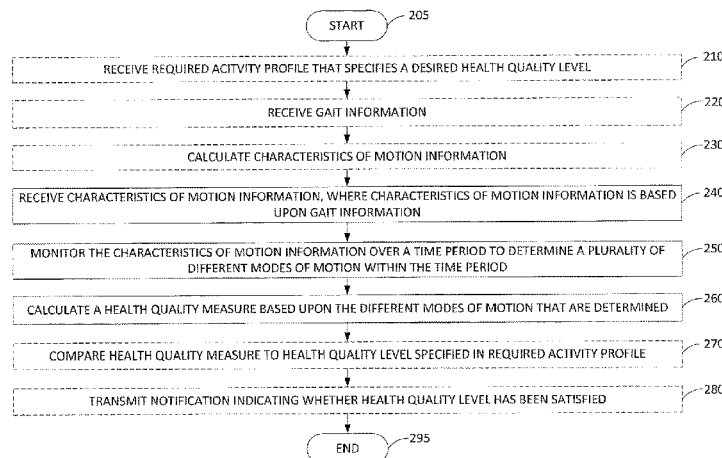 START
205
210
RECEIVE REQUIRED ACITVITY PROFILE THAT SPECIFIES A DESIRED HEALTH QUALITY LEVEL
220
RECEIVE GAIT INFORMATION
230
CALCULATE CHARACTERISTICS OF MOTION INFORMATION
240
RECEIVE CHARACTERISTICS OF MOTION INFORMATION, WHERE CHARACTERISTICS OF MOTION INFORMATION IS BASED
UPON GAIT INFORMATION
250
MONITOR THE CHARACTERISTICS OF MOTION INFORMATION OVER A TIME PERIOD TO DETERMINE A PLURALITY OF
DIFFERENT MODES OF MOTION WITHIN THE TIME PERIOD
260
CALCULATE A HEALTH QUALITY MEASURE BASED UPON THE DIFFERENT MODES OF MOTION THAT ARE DETERMINED
270
COMPARE HEALTH QUALITY MEASURE TO HEALTH QUALITY LEVEL SPECIFIED IN REQUIRED ACTIVITY PROFILE
280
TRANSMIT NOTIFICATION INDICATING WHETHER HEALTH QUALITY LEVEL HAS BEEN SATISFIED
END
295